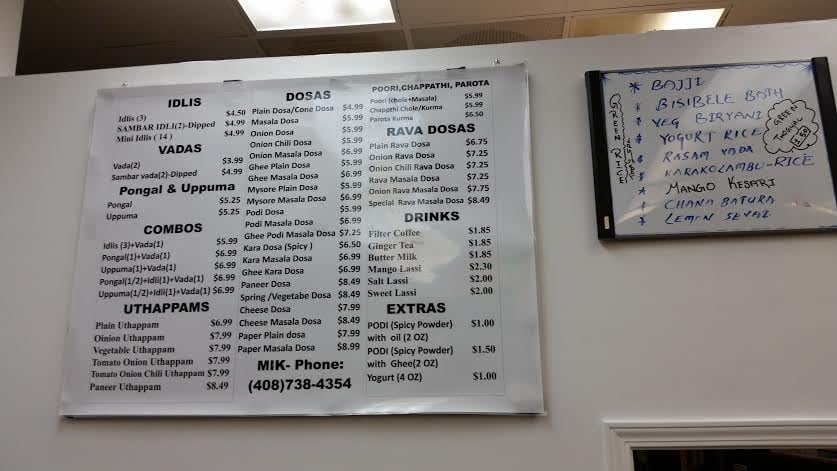 IDLIS
Idlis (3) $4.50
SAMBAR IDLI(2)-Dipped $4.99
Mini Idlis ( 14 ) $4.99
VADAS
Vada(2) $3.99
Sambar vada(2)-Dipped $4.99
Pongal & Uppuma
Pongal $5.25
Uppuma $5.25
COMBOS
Idlis (3)+Vada(1) $5.99
Pongal(1)+Vada(1) $6.99
Uppuma(1)+Vada(1) $6.99
Pongal(1/2)+Idli(1)+Vada(1) $6.99
Uppuma(1/2)+Idli(1)+Vada(1) $6.99
UTHAPPAMS
Plain Uthappam $6.99
Oinion Uthappam $7.99
Vegetable Uthappam $7.99
Tomato Onion Uthappam $7.99
Tomato Onion Chili Uthappam $7.99
Paneer Uthappam $8.49
DOSAS
Plain Dosa/Cone Dosa $4.99
Masala Dosa $5.99
Onion Dosa $5.99
Onion Chili Dosa $5.99
Onion Masala Dosa $6.99
Ghee Plain Dosa $5.99
Ghee Masala Dosa $6.99
Mysore Plain Dosa $5.99
Mysore Masala Dosa $6.99
Podi Dosa $5.99
Podi Masala Dosa $6.99
Ghee Podi Masala Dosa $7.25
Kara Dosa (Spicy ) $6.50
Kara Masala Dosa $6.99
Ghee Kara Dosa $6.99
Paneer Dosa $8.49
Spring /Vegetabe Dosa $8.49
Cheese Dosa $7.99
Cheese Masala Dosa $8.49
Paper Plain dosa $7.99
Paper Masala Dosa $8.99
MIK- Phone:
(408)738-4354
POORI,CHAPPATHI, PAROTA
Poori (chole+Masala) $5.99
Chappthi Chole/Kurma $5.99
Parota Kurma $6.50
RAVA DOSAS
Plain Rava Dosa $6.75
Onion Rava Dosa $7.25
Onion Chili Rava Dosa $7.25
Rava Masala Dosa $7.25
Onion Rava Masala Dosa $7.75
Special Rava Masala Dosa $8.49
DRINKS
Filter Coffee $1.85
Ginger Tea $1.85
Butter Milk $1.85
Mango Lassi $2.30
Salt Lassi $2.00
Sweet Lassi $2.00
EXTRAS
PODI (Spicy Powder) $1.00
with oil (2 OZ)
PODI (Spicy Powder) $1.50
with Ghee(2 OZ)
Yogurt (4 OZ) $1.00
* BAJJI
* BISIBELE BATH
* VEG BIRYANI
* YOGURT RICE
* RASAM VADA
* KARAKOLAMBU-RICE
* MANGO KESARI
* CHANA BATURA
* LEMON SEVAI
GREEN RICE
GREEN